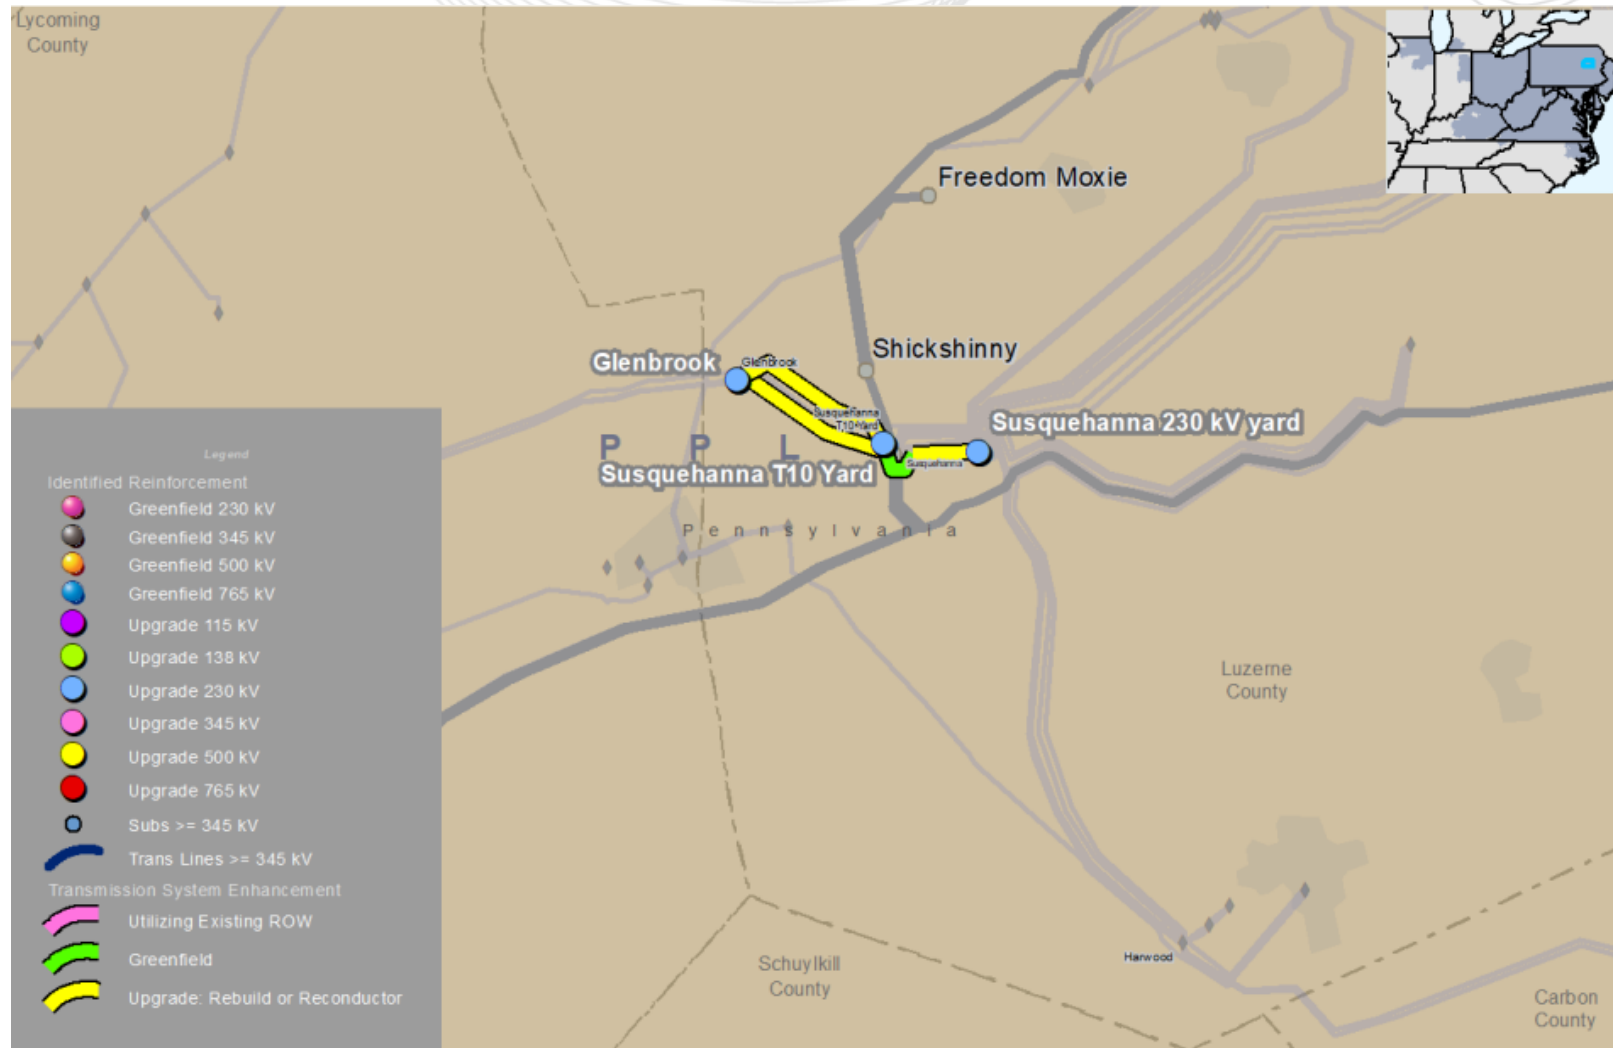 Lycoming
County
Freedom Moxie
Shickshinny
Glenbrook
Glenbrook
Susquehanna
T10 Yard
Susquehanna 230 kV yard
P P L
Susquehanna
Susquehanna T10 Yard
Pennsylvania
Luzerne
County
Harwood
Schuylkill
County
Carbon
County
Legend
Identified Reinforcement
Greenfield 230 kV
Greenfield 345 kV
Greenfield 500 kV
Greenfield 765 kV
Upgrade 115 kV
Upgrade 138 kV
Upgrade 230 kV
Upgrade 345 kV
Upgrade 500 kV
Upgrade 765 kV
Subs >= 345 kV
Trans Lines >= 345 kV
Transmission System Enhancement
Utilizing Existing ROW
Greenfield
Upgrade: Rebuild or Reconductor